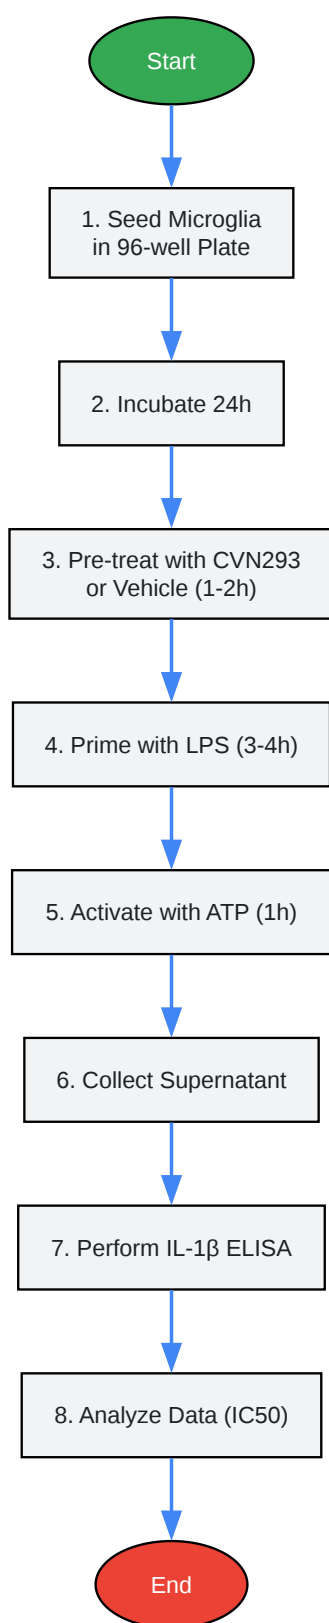 Start
1. Seed Microglia
in 96-well Plate
2. Incubate 24h
3. Pre-treat with CVN293
or Vehicle (1-2h)
4. Prime with LPS (3-4h)
5. Activate with ATP (1h)
6. Collect Supernatant
7. Perform IL-1β ELISA
8. Analyze Data (IC50)
End